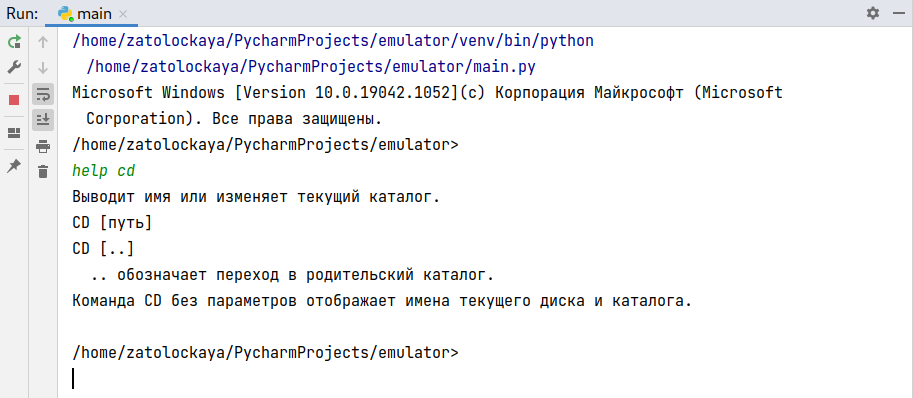 Run: main
/home/zatolockaya/PycharmProjects/emulator/venv/bin/python
/home/zatolockaya/PycharmProjects/emulator/main.py
Microsoft Windows [Version 10.0.19042.1052](c) Корпорация Майкрософт (Microsoft
Corporation). Все права защищены.
/home/zatolockaya/PycharmProjects/emulator>
help cd
Выводит имя или изменяет текущий каталог.
CD [путь]
CD [..]
.. обозначает переход в родительский каталог.
Команда CD без параметров отображает имена текущего диска и каталога.
/home/zatolockaya/PycharmProjects/emulator>